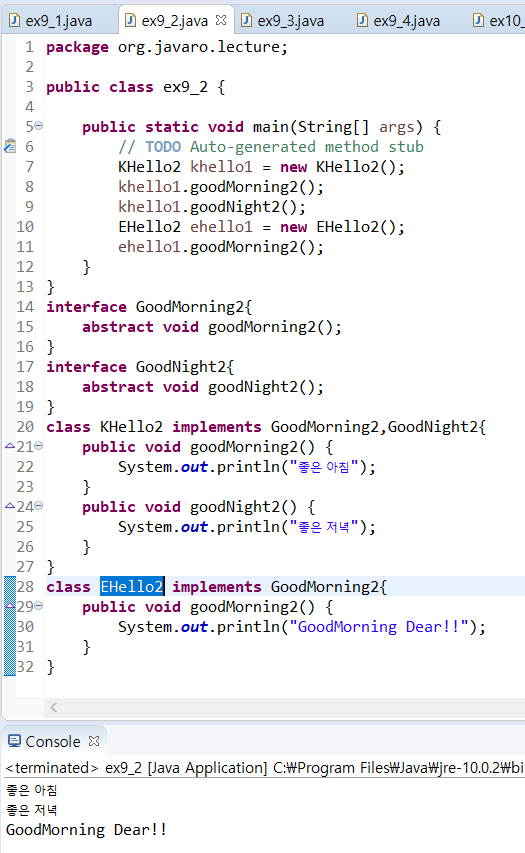 ex9_1.java ex9_2.java ex9_3.java ex9_4.java ex10_
1 package org.javaro.lecture;
2
3 public class ex9_2 {
4
5     public static void main(String[] args) {
6         // TODO Auto-generated method stub
7         KHello2 khello1 = new KHello2();
8         khello1.goodMorning2();
9         khello1.goodNight2();
10         EHello2 ehello1 = new EHello2();
11         ehello1.goodMorning2();
12     }
13 }
14 interface GoodMorning2{
15     abstract void goodMorning2();
16 }
17 interface GoodNight2{
18     abstract void goodNight2();
19 }
20 class KHello2 implements GoodMorning2,GoodNight2{
21     public void goodMorning2() {
22         System.out.println("좋은 아침");
23     }
24     public void goodNight2() {
25         System.out.println("좋은 저녁");
26     }
27 }
28 class EHello2 implements GoodMorning2{
29     public void goodMorning2() {
30         System.out.println("GoodMorning Dear!!");
31     }
32 }
Console
<terminated> ex9_2 [Java Application] C:₩Program Files₩Java₩jre-10.0.2₩bi
좋은 아침
좋은 저녁
GoodMorning Dear!!